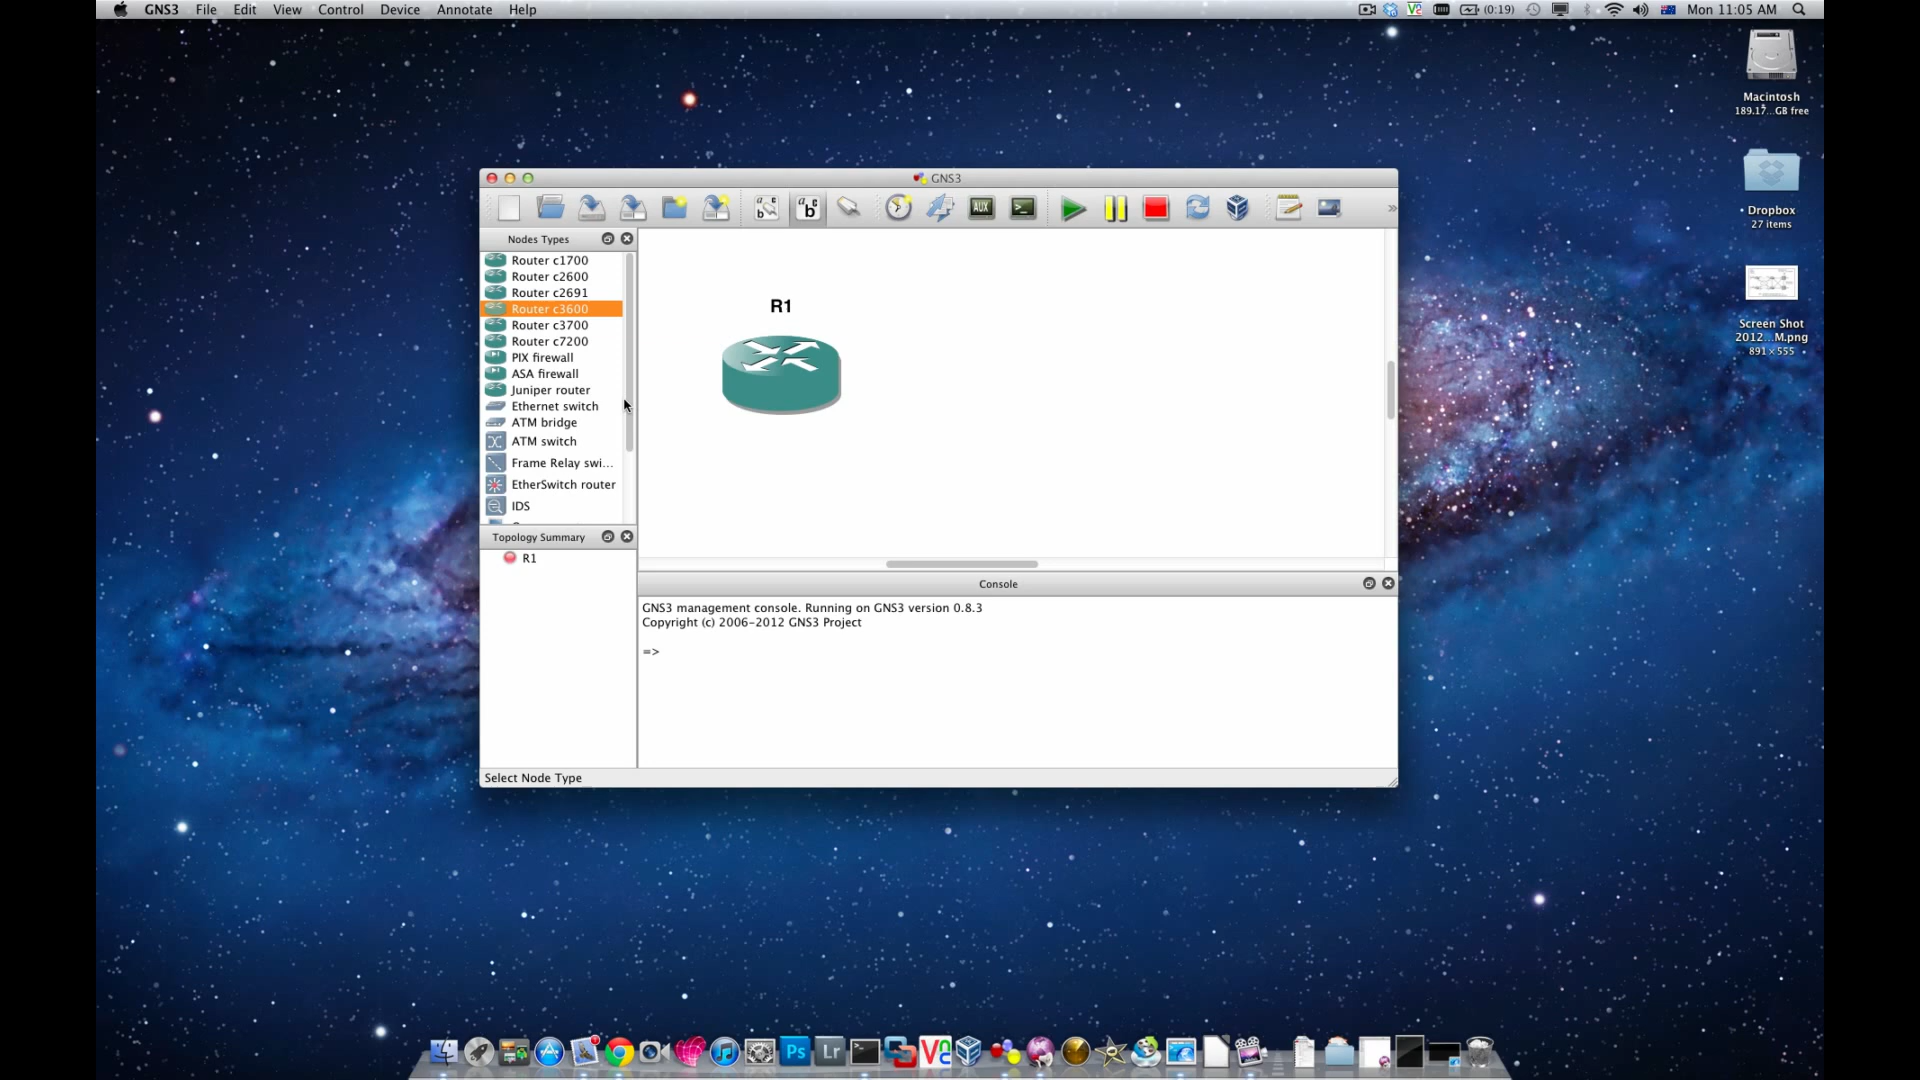 GNS3 File Edit View Control Device Annotate Help
(0:19) Mon 11:05 AM
Macintosh
189.17...GB free
Dropbox
27 items
Screen Shot
2012...M.png
891×555
GNS3
a b c
a b c
AUX
Nodes Types
Router c1700
Router c2600
Router c2691
Router c3600
Router c3700
Router c7200
PIX firewall
ASA firewall
Juniper router
Ethernet switch
ATM bridge
ATM switch
Frame Relay swi...
EtherSwitch router
IDS
R1
Topology Summary
R1
Console
GNS3 management console. Running on GNS3 version 0.8.3
Copyright (c) 2006-2012 GNS3 Project
=>
Select Node Type
Ps
Lr